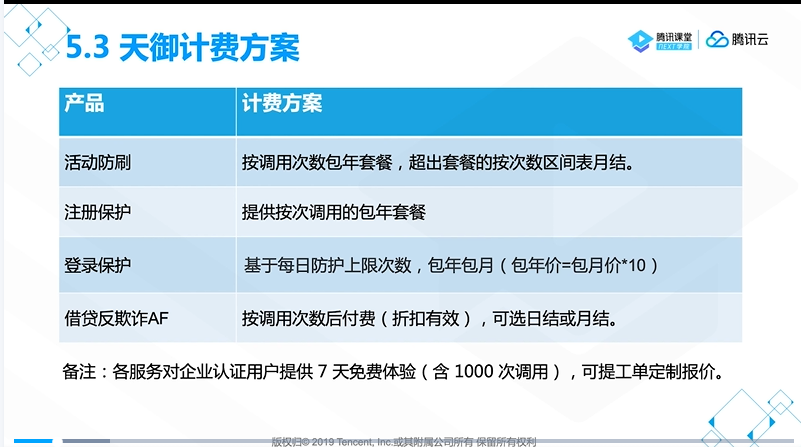 5.3 天御计费方案
腾讯课堂
NEXT学院
腾讯云
产品 计费方案
活动防刷 按调用次数包年套餐，超出套餐的按次数区间表月结。
注册保护 提供按次调用的包年套餐
登录保护 基于每日防护上限次数，包年包月（包年价=包月价*10）
借贷反欺诈AF 按调用次数后付费（折扣有效），可选日结或月结。
备注：各服务对企业认证用户提供 7 天免费体验（含 1000 次调用），可提工单定制报价。
版权归© 2019 Tencent, Inc.或其附属公司所有 保留所有权利